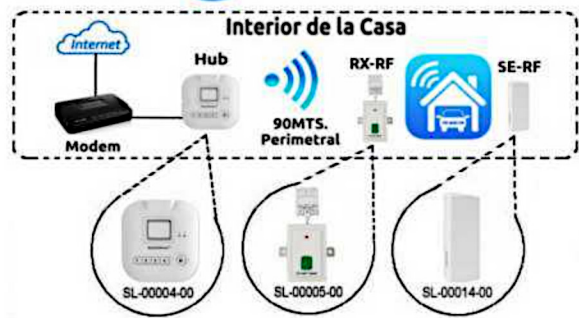 Interior de la Casa
Internet
Hub
RX-RF
SE-RF
90MTS.
Perimetral
Modem
SL-00004-00
SL-00005-00
SL-00014-00